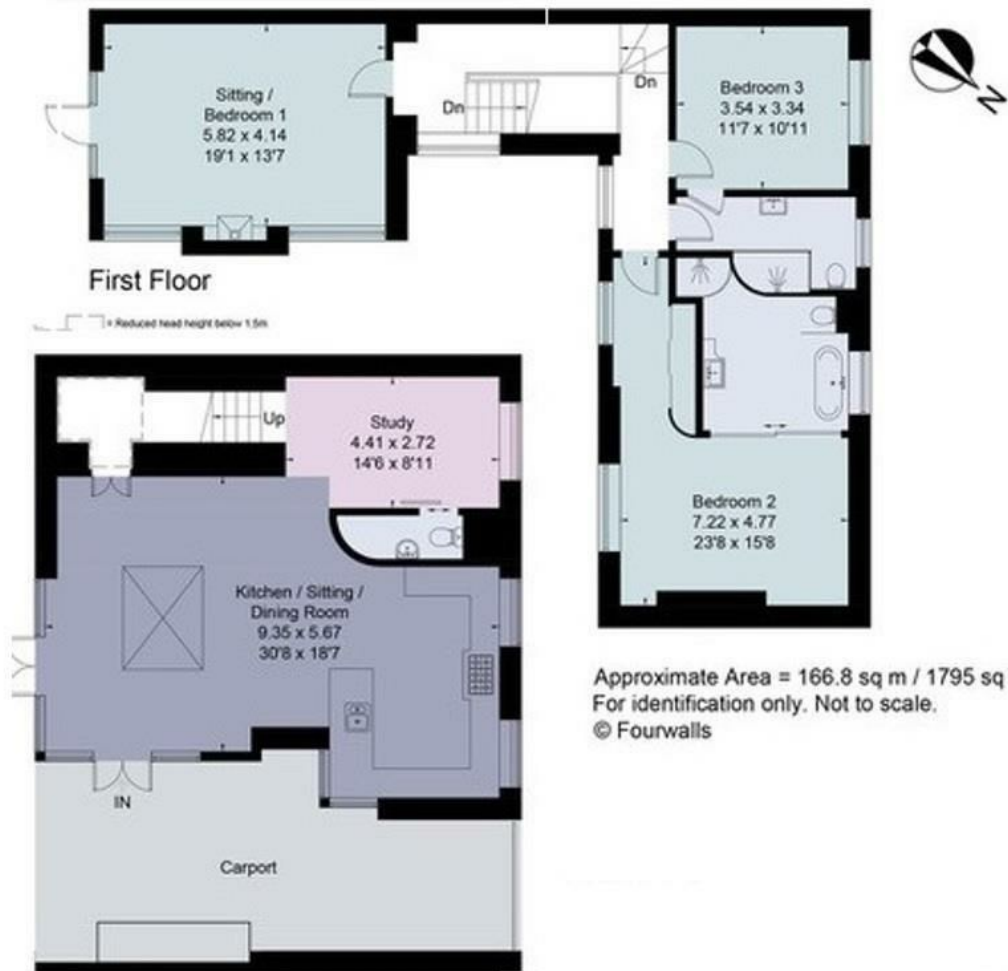 Sitting /
Bedroom 1
5.82 x 4.14
19'1 x 13'7
Dn
Dn
Bedroom 3
3.54 x 3.34
11'7 x 10'11
N
First Floor
= Reduced head height below 1.5m
Up
Study
4.41 x 2.72
14'6 x 8'11
Bedroom 2
7.22 x 4.77
23'8 x 15'8
Kitchen / Sitting /
Dining Room
9.35 x 5.67
30'8 x 18'7
IN
Carport
Approximate Area = 166.8 sq m / 1795 sq
For identification only. Not to scale.
© Fourwalls